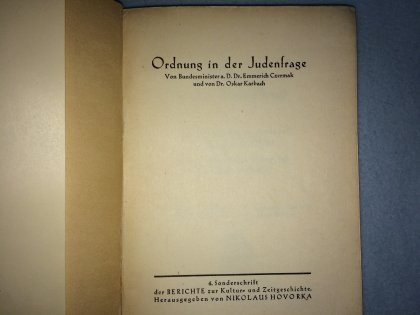 Ordnung in der Judenfrage
Von Bundesminister a. D. Dr. Emmerich Czermak
und von Dr. Oskar Karbach
4. Sonderschrift
der BERICHTE zur Kultur- und Zeitgeschichte,
Herausgegeben von NIKOLAUS HOVORKA